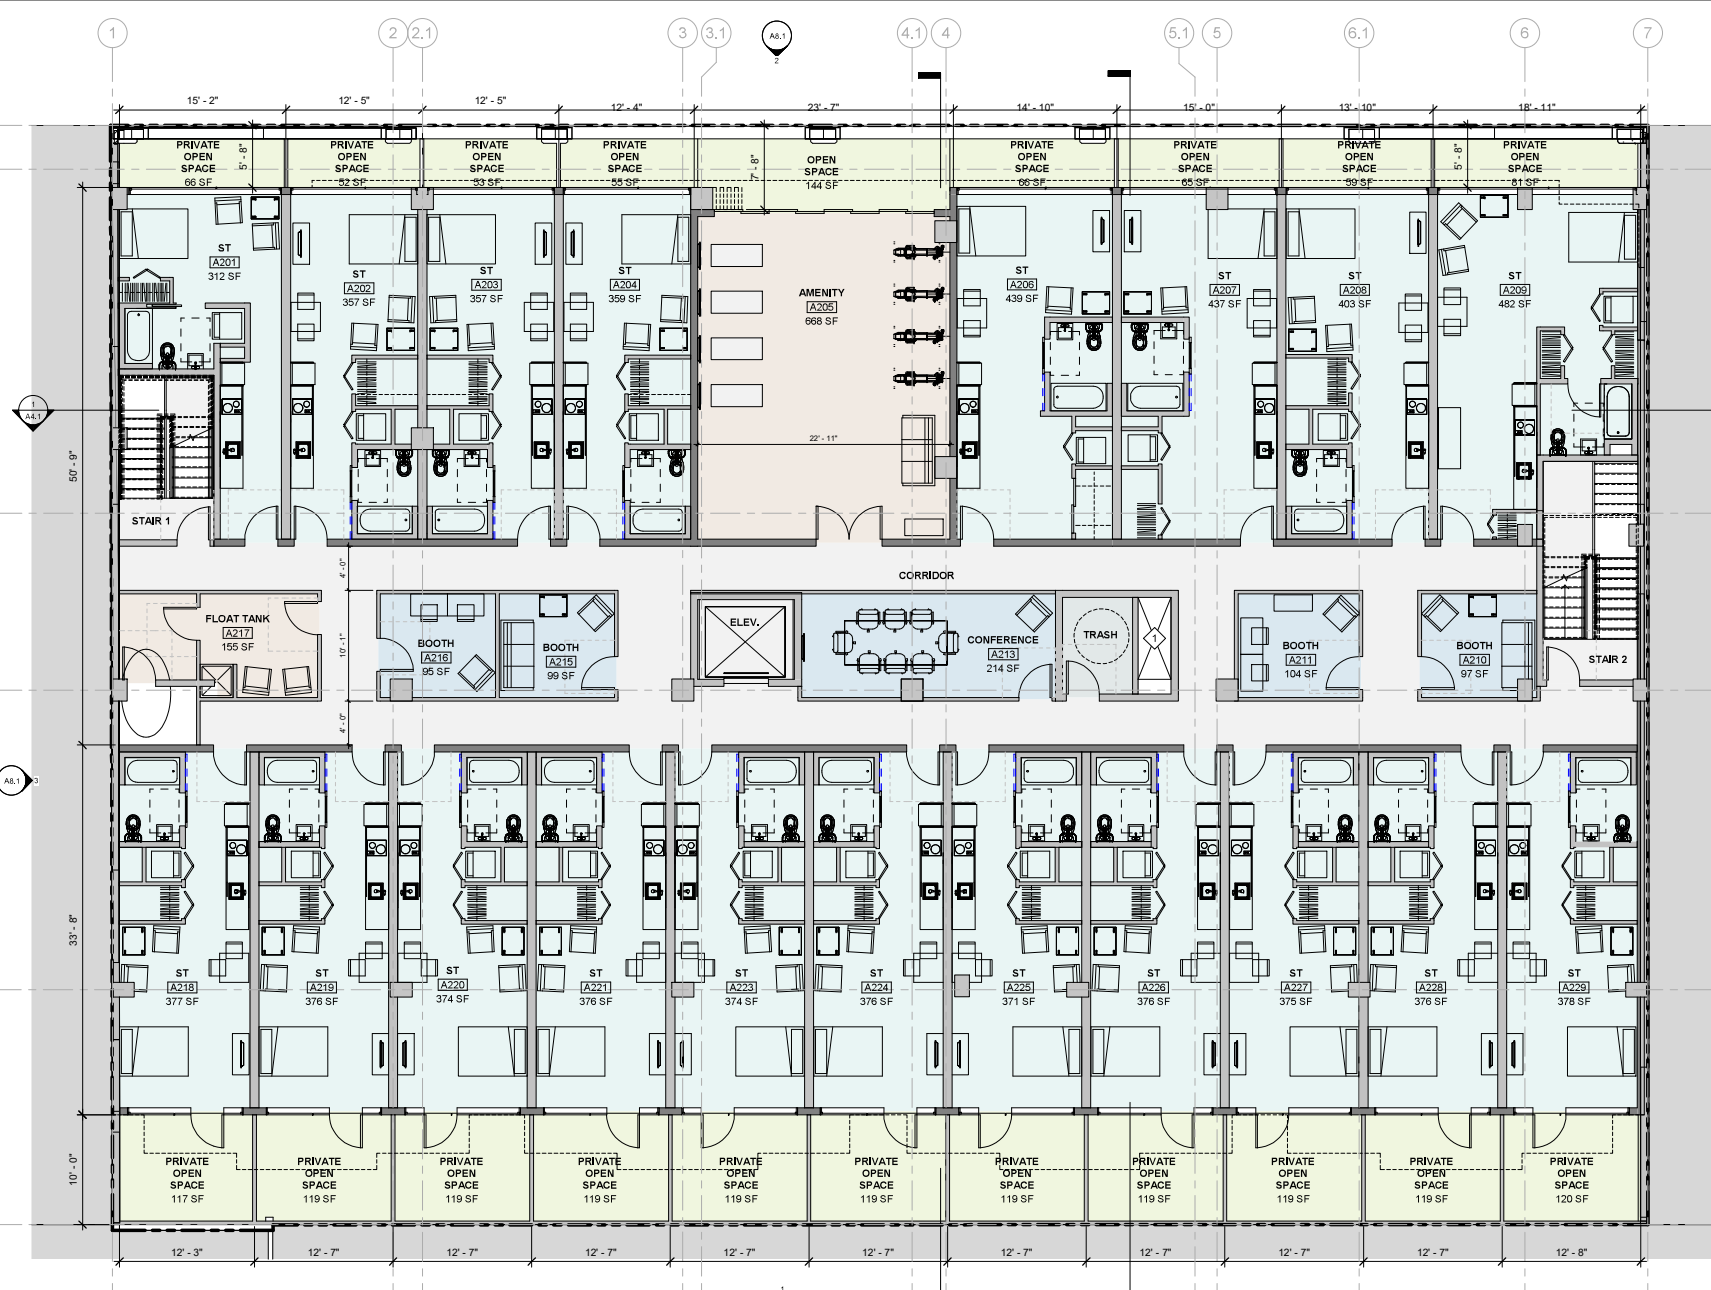 1
2
2.1
3
3.1
A8.1
2
4.1
4
5.1
5
6.1
6
7
15' - 2"
12' - 5"
12' - 5"
12' - 4"
23' - 7"
14' - 10"
15' - 0"
13' - 10"
18' - 11"
PRIVATE
OPEN
SPACE
66 SF
5' - 8"
PRIVATE
OPEN
SPACE
52 SF
PRIVATE
OPEN
SPACE
53 SF
PRIVATE
OPEN
SPACE
55 SF
7' - 8"
OPEN
SPACE
144 SF
PRIVATE
OPEN
SPACE
66 SF
PRIVATE
OPEN
SPACE
65 SF
PRIVATE
OPEN
SPACE
59 SF
5' - 8"
PRIVATE
OPEN
SPACE
81 SF
ST
A201
312 SF
ST
A202
357 SF
ST
A203
357 SF
ST
A204
359 SF
AMENITY
A205
668 SF
ST
A206
439 SF
ST
A207
437 SF
ST
A208
403 SF
ST
A209
482 SF
1
A4.1
22' - 11"
50' - 9"
STAIR 1
4' - 0"
CORRIDOR
FLOAT TANK
A217
155 SF
10' - 1"
BOOTH
A216
95 SF
BOOTH
A215
99 SF
ELEV.
CONFERENCE
A213
214 SF
TRASH
1
BOOTH
A211
104 SF
BOOTH
A210
97 SF
STAIR 2
4' - 0"
A8.1
3
33' - 8"
ST
A218
377 SF
ST
A219
376 SF
ST
A220
374 SF
ST
A221
376 SF
ST
A223
374 SF
ST
A224
376 SF
ST
A225
371 SF
ST
A226
376 SF
ST
A227
375 SF
ST
A228
376 SF
ST
A229
378 SF
10' - 0"
PRIVATE
OPEN
SPACE
117 SF
PRIVATE
OPEN
SPACE
119 SF
PRIVATE
OPEN
SPACE
119 SF
PRIVATE
OPEN
SPACE
119 SF
PRIVATE
OPEN
SPACE
119 SF
PRIVATE
OPEN
SPACE
119 SF
PRIVATE
OPEN
SPACE
119 SF
PRIVATE
OPEN
SPACE
119 SF
PRIVATE
OPEN
SPACE
119 SF
PRIVATE
OPEN
SPACE
119 SF
PRIVATE
OPEN
SPACE
120 SF
12' - 3"
12' - 7"
12' - 7"
12' - 7"
12' - 7"
12' - 7"
12' - 7"
12' - 7"
12' - 7"
12' - 7"
12' - 8"